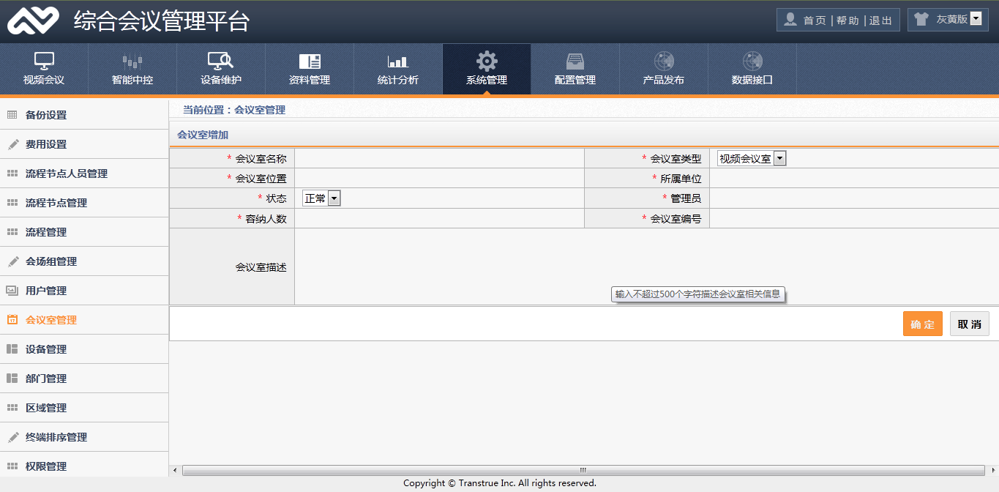 综合会议管理平台
首页 | 帮助 | 退出
灰黄版
视频会议 智能中控 设备维护 资料管理 统计分析 系统管理 配置管理 产品发布 数据接口
备份设置
费用设置
流程节点人员管理
流程节点管理
流程管理
会场组管理
用户管理
会议室管理
设备管理
部门管理
区域管理
终端排序管理
权限管理
当前位置：会议室管理
会议室增加
* 会议室名称 * 会议室类型 视频会议室
* 会议室位置 * 所属单位
* 状态 正常 * 管理员
* 容纳人数 * 会议室编号
会议室描述
输入不超过500个字符描述会议室相关信息
确 定 取 消
Copyright © Transtrue Inc. All rights reserved.